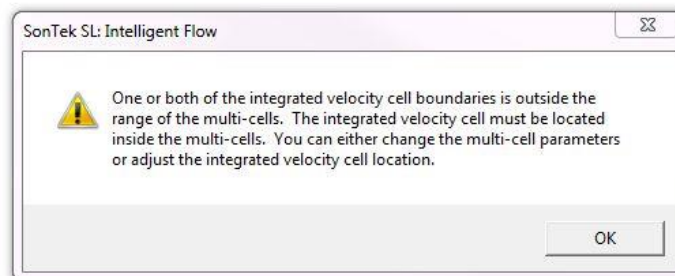 SonTek SL: Intelligent Flow
One or both of the integrated velocity cell boundaries is outside the
range of the multi-cells. The integrated velocity cell must be located
inside the multi-cells. You can either change the multi-cell parameters
or adjust the integrated velocity cell location.
OK